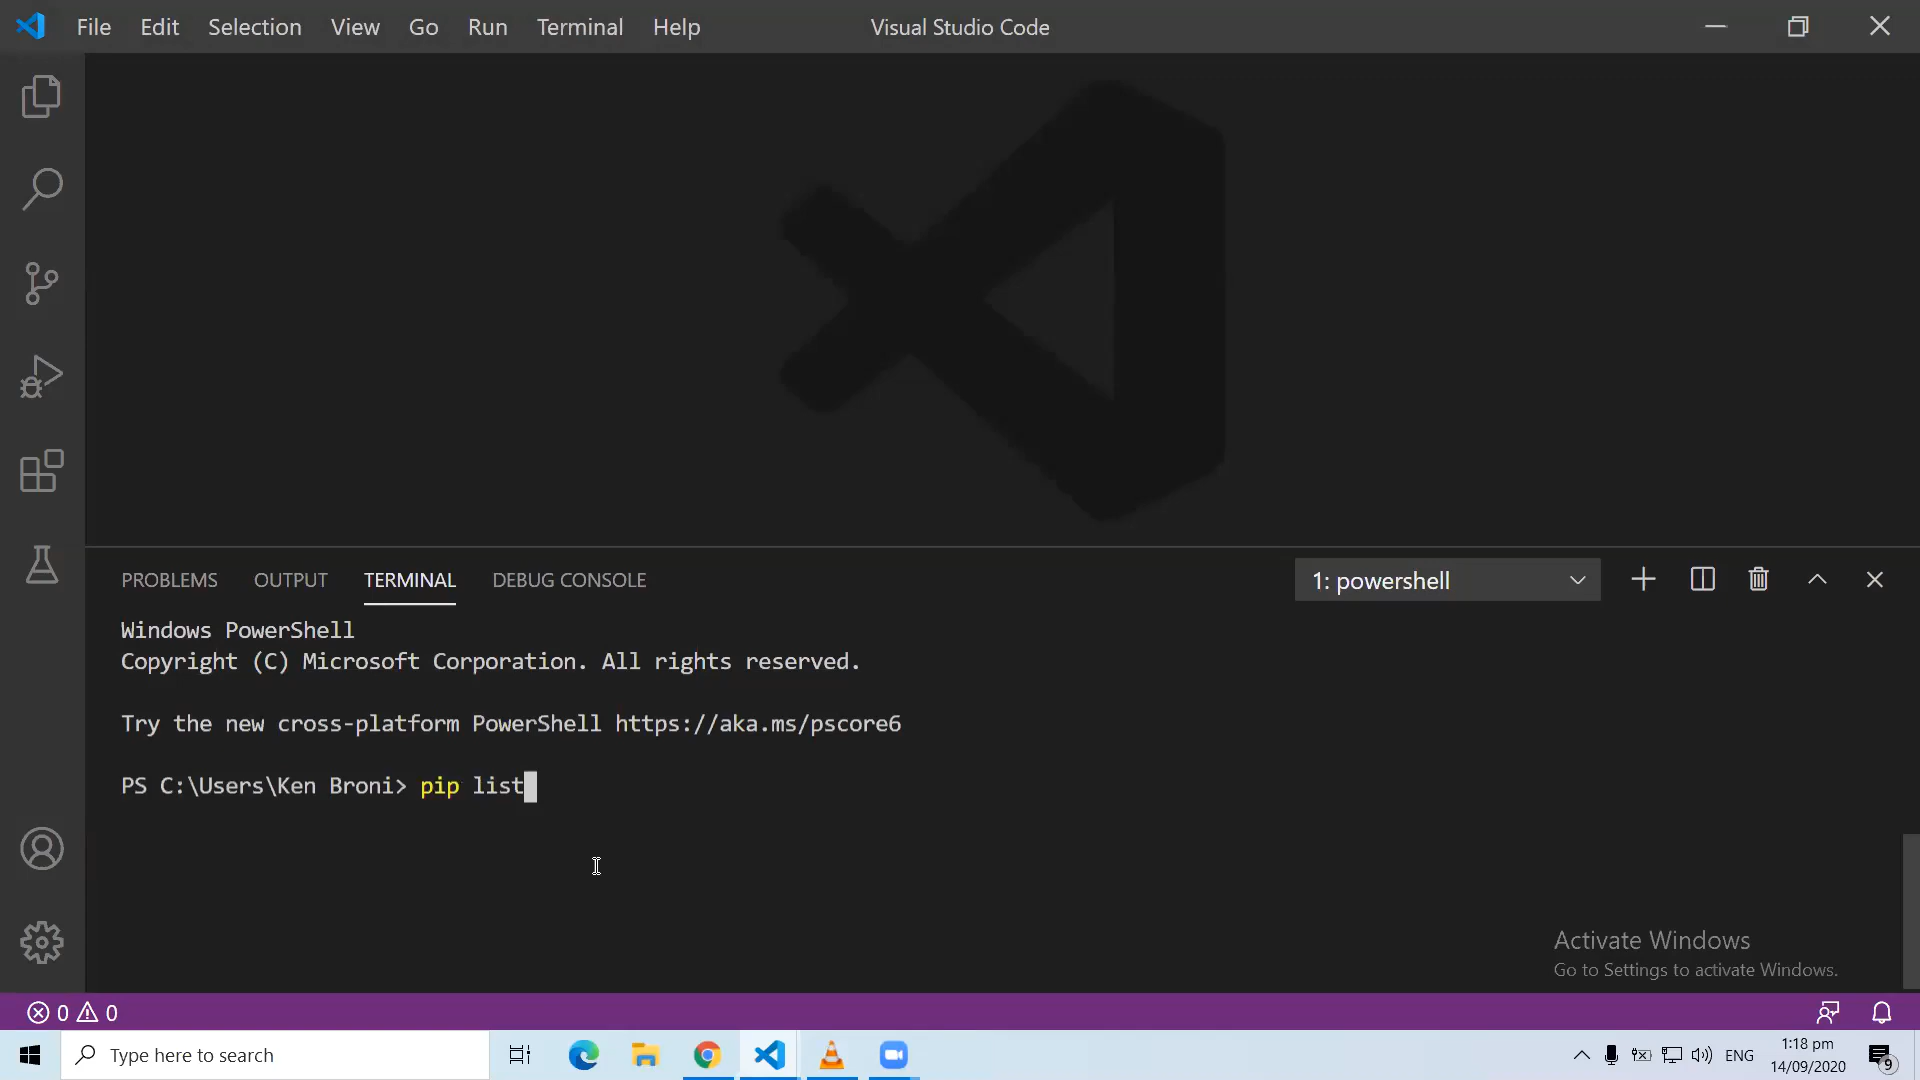 File Edit Selection View Go Run Terminal Help
Visual Studio Code
PROBLEMS OUTPUT TERMINAL DEBUG CONSOLE
1: powershell
Windows PowerShell
Copyright (C) Microsoft Corporation. All rights reserved.
Try the new cross-platform PowerShell https://aka.ms/pscore6
PS C:\Users\Ken Broni> pip list
Activate Windows
Go to Settings to activate Windows.
0 0
Type here to search
ENG
1:18 pm
14/09/2020
9